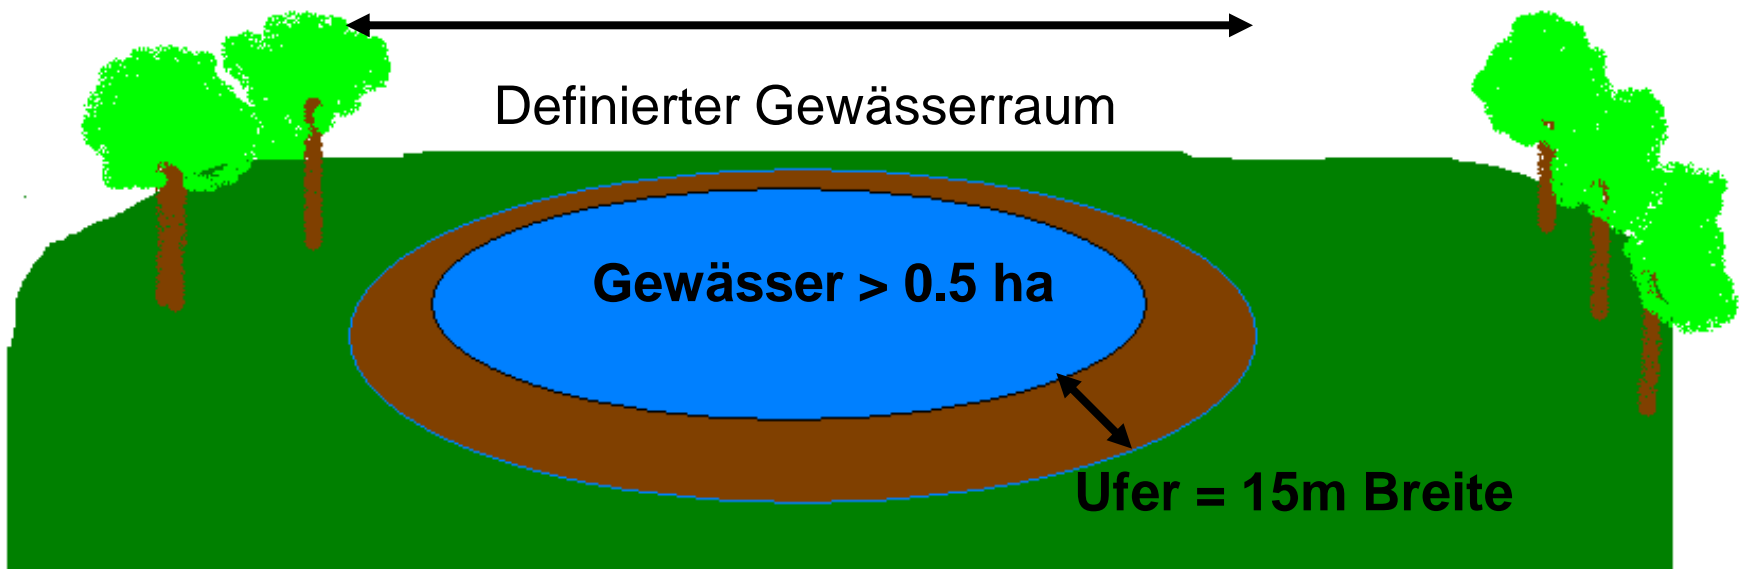 Definierter Gewässerraum
Gewässer > 0.5 ha
Ufer = 15m Breite